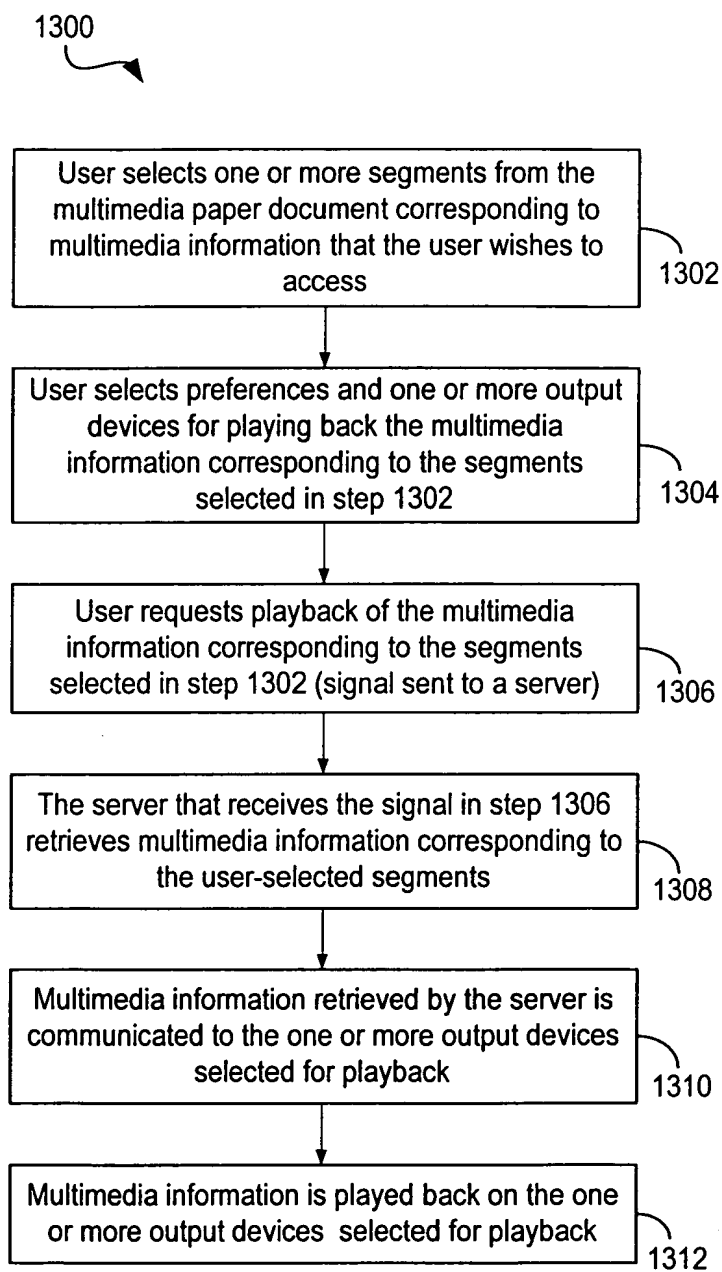 1300
User selects one or more segments from the
multimedia paper document corresponding to
multimedia information that the user wishes to
access
1302
User selects preferences and one or more output
devices for playing back the multimedia
information corresponding to the segments
selected in step 1302
1304
User requests playback of the multimedia
information corresponding to the segments
selected in step 1302 (signal sent to a server)
1306
The server that receives the signal in step 1306
retrieves multimedia information corresponding to
the user-selected segments
1308
Multimedia information retrieved by the server is
communicated to the one or more output devices
selected for playback
1310
Multimedia information is played back on the one
or more output devices selected for playback
1312